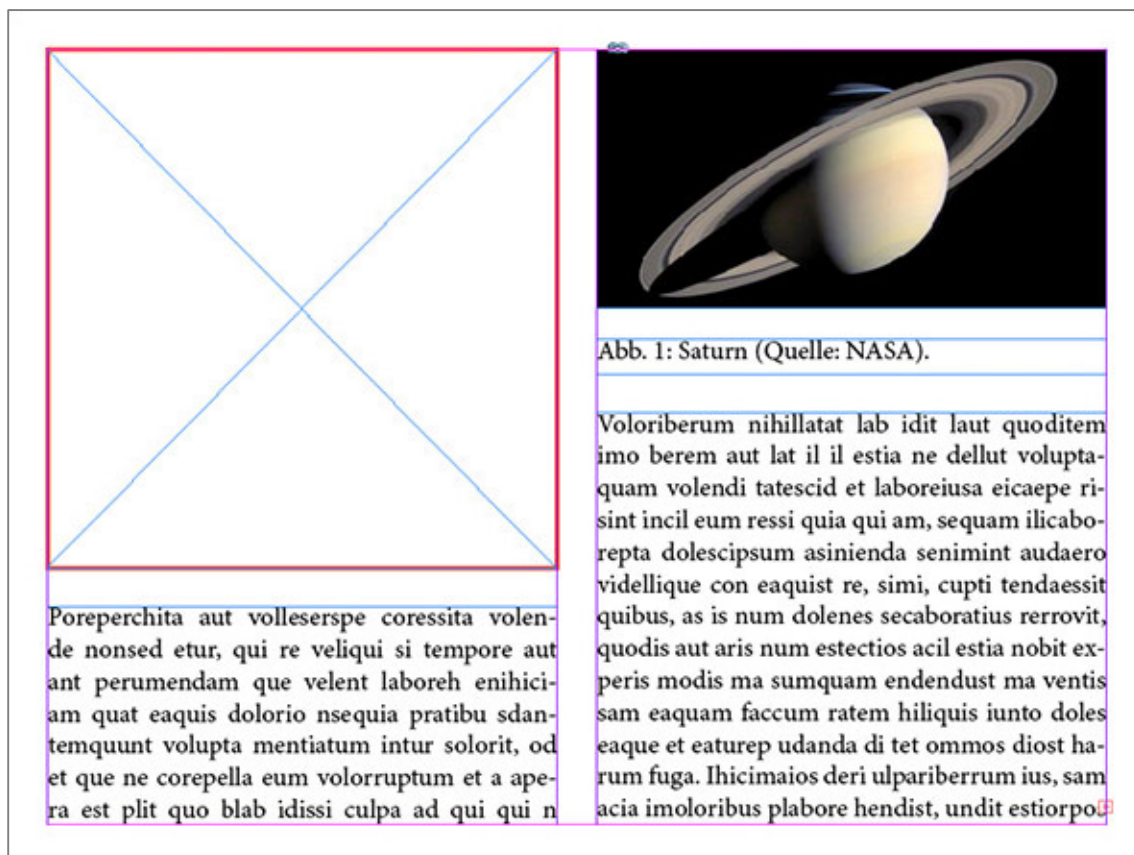 Poreperchita aut volleserspe coressita volen-
de nonsed etur, qui re veliqui si tempore aut
ant perumendam que velent laboreh enihici-
am quat eaquis dolorio nsequia pratibu sdan-
temquunt volupta mentiatum intur solorit, od
et que ne corepella eum volorruptum et a ape-
ra est plit quo blab idissi culpa ad qui qui n
Abb. 1: Saturn (Quelle: NASA).
Voloriberum nihillatat lab idit laut quoditem
imo berem aut lat il il estia ne dellut volupta-
quam volendi tatescid et laboreiusa eicaepe ri-
sint incil eum ressi quia qui am, sequam ilicabo-
repta dolescipsum asinienda senimint audaero
videllique con eaquist re, simi, cupti tendaessit
quibus, as is num dolenes secaboratius rerrovit,
quodis aut aris num estectios acil estia nobit ex-
peris modis ma sumquam endendust ma ventis
sam eaquam faccum ratem hiliquis iunto doles
eaque et eaturep udanda di tet ommos diost ha-
rum fuga. Ihicimaios deri ulpariberrum ius, sam
acia imoloribus plabore hendist, undit